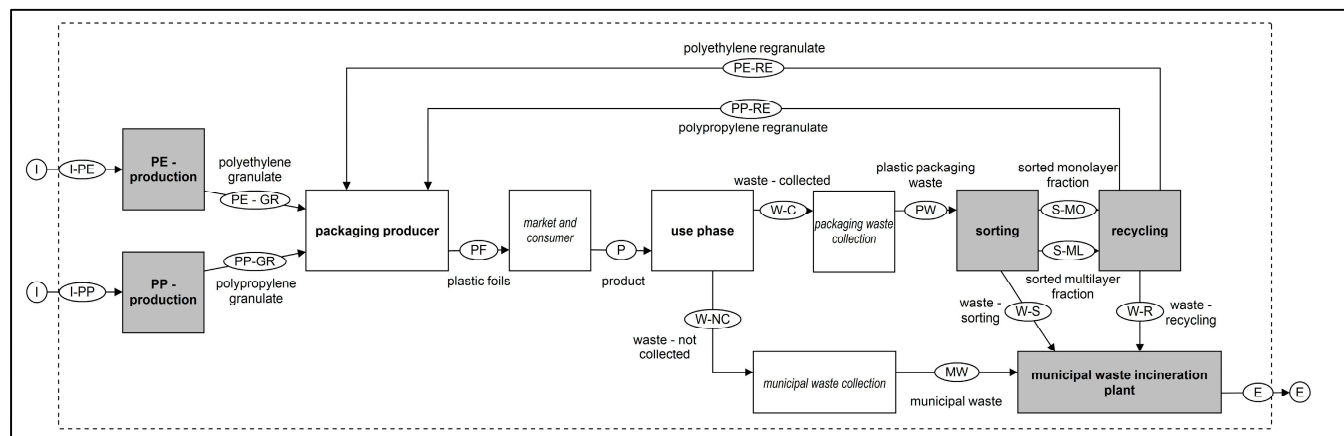 polyethylene regranulate
PE-RE
PP-RE
polypropylene regranulate
I
I-PE
PE -
production
polyethylene
granulate
PE - GR
I
I-PP
PP -
production
PP-GR
polypropylene
granulate
packaging producer
PF
plastic foils
market and
consumer
P
product
use phase
waste - collected
W-C
packaging waste
collection
plastic packaging
waste
PW
sorting
sorted monolayer
fraction
S-MO
S-ML
sorted multilayer
fraction
recycling
W-NC
waste - not
collected
municipal waste collection
MW
municipal waste
waste -
sorting
W-S
W-R
waste -
recycling
municipal waste incineration
plant
E
E